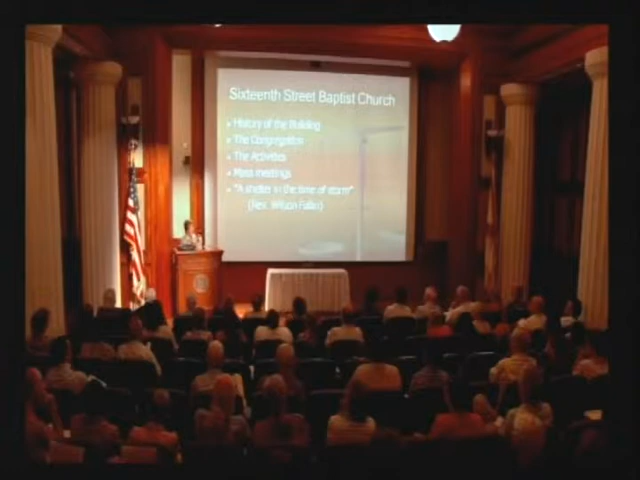 Sixteenth Street Baptist Church
History of the Building
The Congregation
The Activities
Mass meetings
"A shelter in the time of storm"
(Rev. Wilson Fallin)